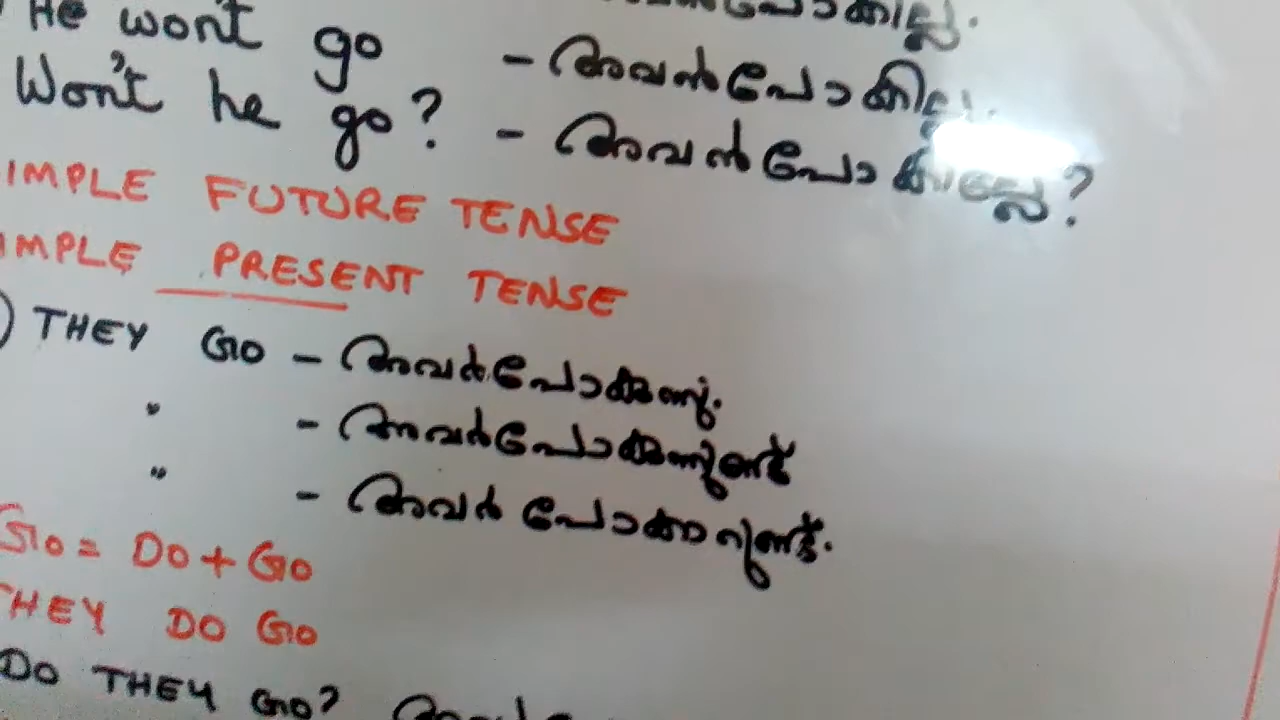 പോകില്ല.
He won't go - അവൻ പോകില്ല.
Won't he go? - അവൻ പോകില്ലേ?
IMPLE FUTURE TENSE
IMPLE PRESENT TENSE
) THEY GO - അവർ പോകുന്നു.
" - അവർ പോകുന്നുണ്ട്
" - അവർ പോകാറുണ്ട്.
GO = DO + GO
THEY DO GO
DO THEY GO?